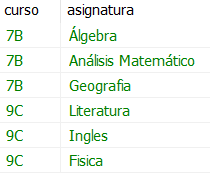 curso asignatura
7B Álgebra
7B Análisis Matemático
7B Geografia
9C Literatura
9C Ingles
9C Fisica